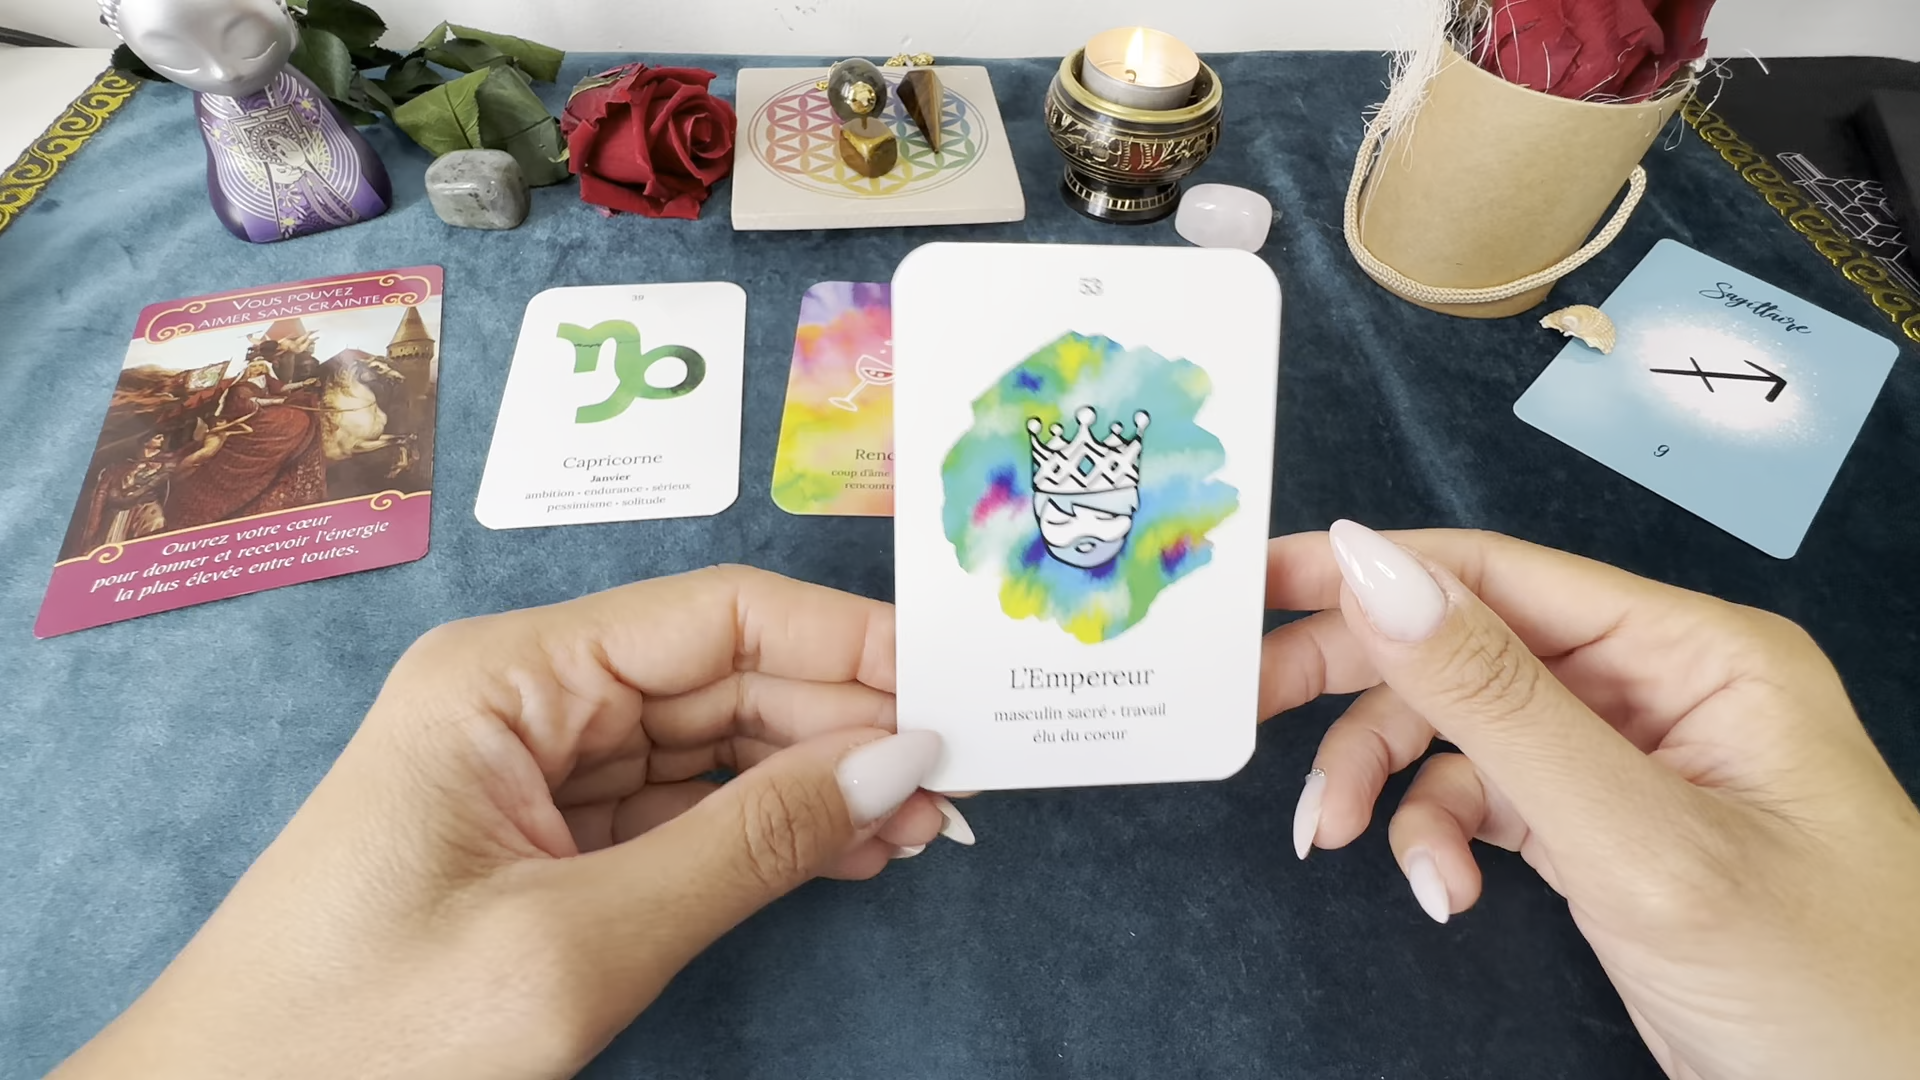 VOUS POUVEZ
AIMER SANS CRAINTE
Ouvrez votre cœur
pour donner et recevoir l'énergie
la plus élevée entre toutes.
39
Capricorne
Janvier
ambition • endurance • sérieux
pessimisme • solitude
Renc
coup d'âme
rencontre
53
L'Empereur
masculin sacré • travail
élu du coeur
Sagittaire
9